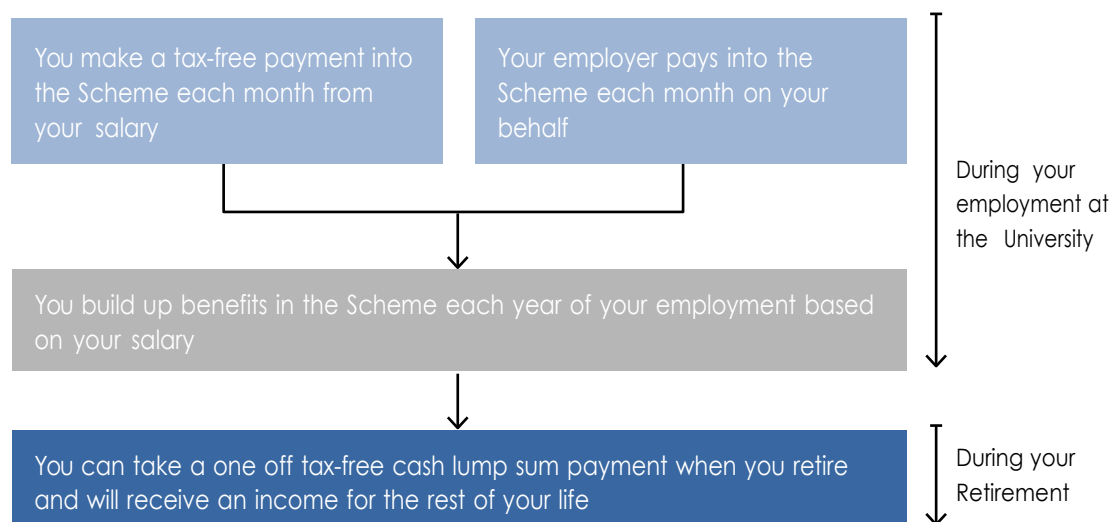 You make a tax-free payment into
the Scheme each month from
your salary
Your employer pays into the
Scheme each month on your
behalf
During your
employment at
the University
You build up benefits in the Scheme each year of your employment based
on your salary
You can take a one off tax-free cash lump sum payment when you retire
and will receive an income for the rest of your life
During your
Retirement